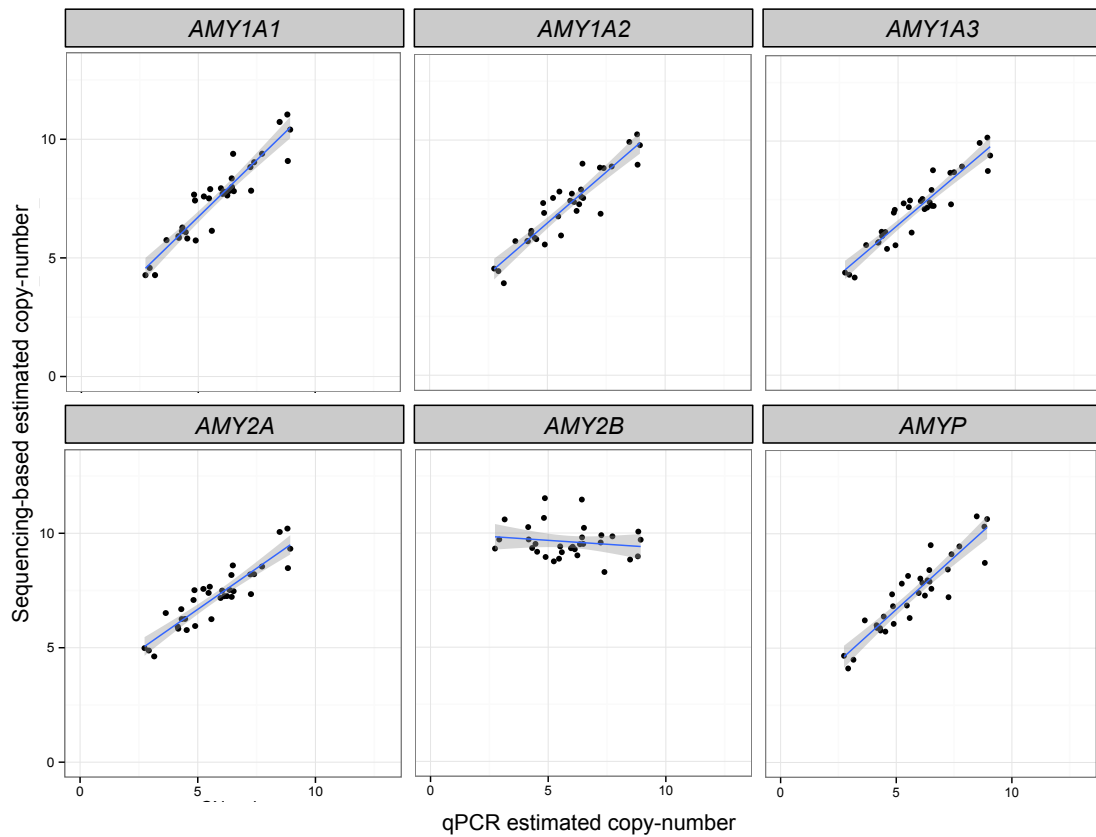 AMY1A1 AMY1A2 AMY1A3
10
5
0
AMY2A AMY2B AMYP
10
5
0
0 5 10 0 5 10 0 5 10
Sequencing-based estimated copy-number
qPCR estimated copy-number